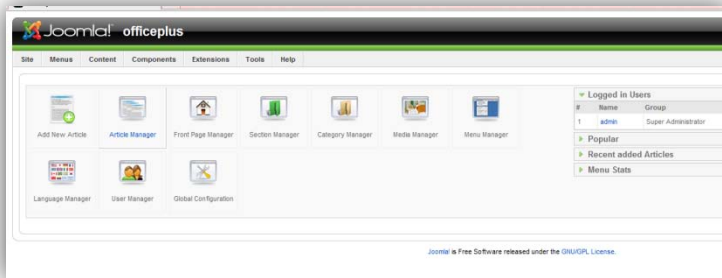 Joomla! officeplus
Site Menus Content Components Extensions Tools Help
Add New Article Article Manager Front Page Manager Section Manager Category Manager Media Manager Menu Manager
Language Manager User Manager Global Configuration
Logged in Users
# Name Group
1 admin Super Administrator
Popular
Recent added Articles
Menu Stats
Joomla! is Free Software released under the GNU/GPL License.